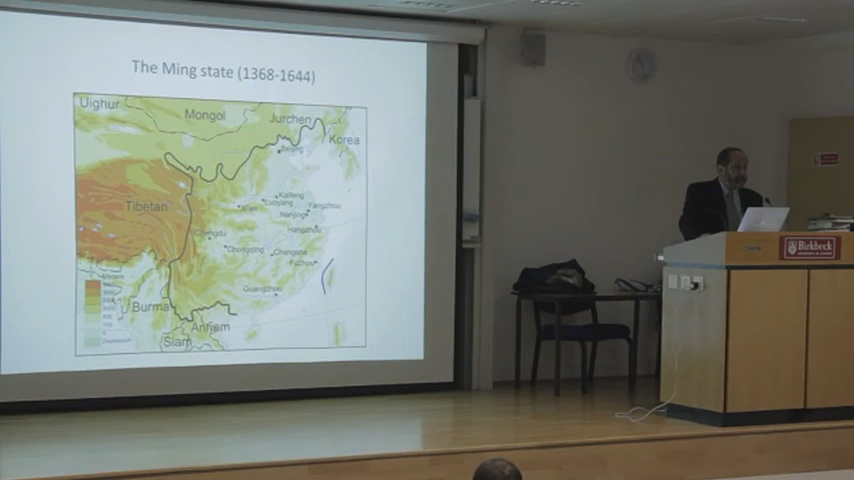 The Ming state (1368-1644)
Uighur
Mongol
Jurchen
Korea
Beijing
Tibetan
Xi'an
Kaifeng
Luoyang
Yangzhou
Nanjing
Hangzhou
Chengdu
Chongqing
Changsha
Fuzhou
Guangzhou
Burma
Annam
Siam
Birkbeck